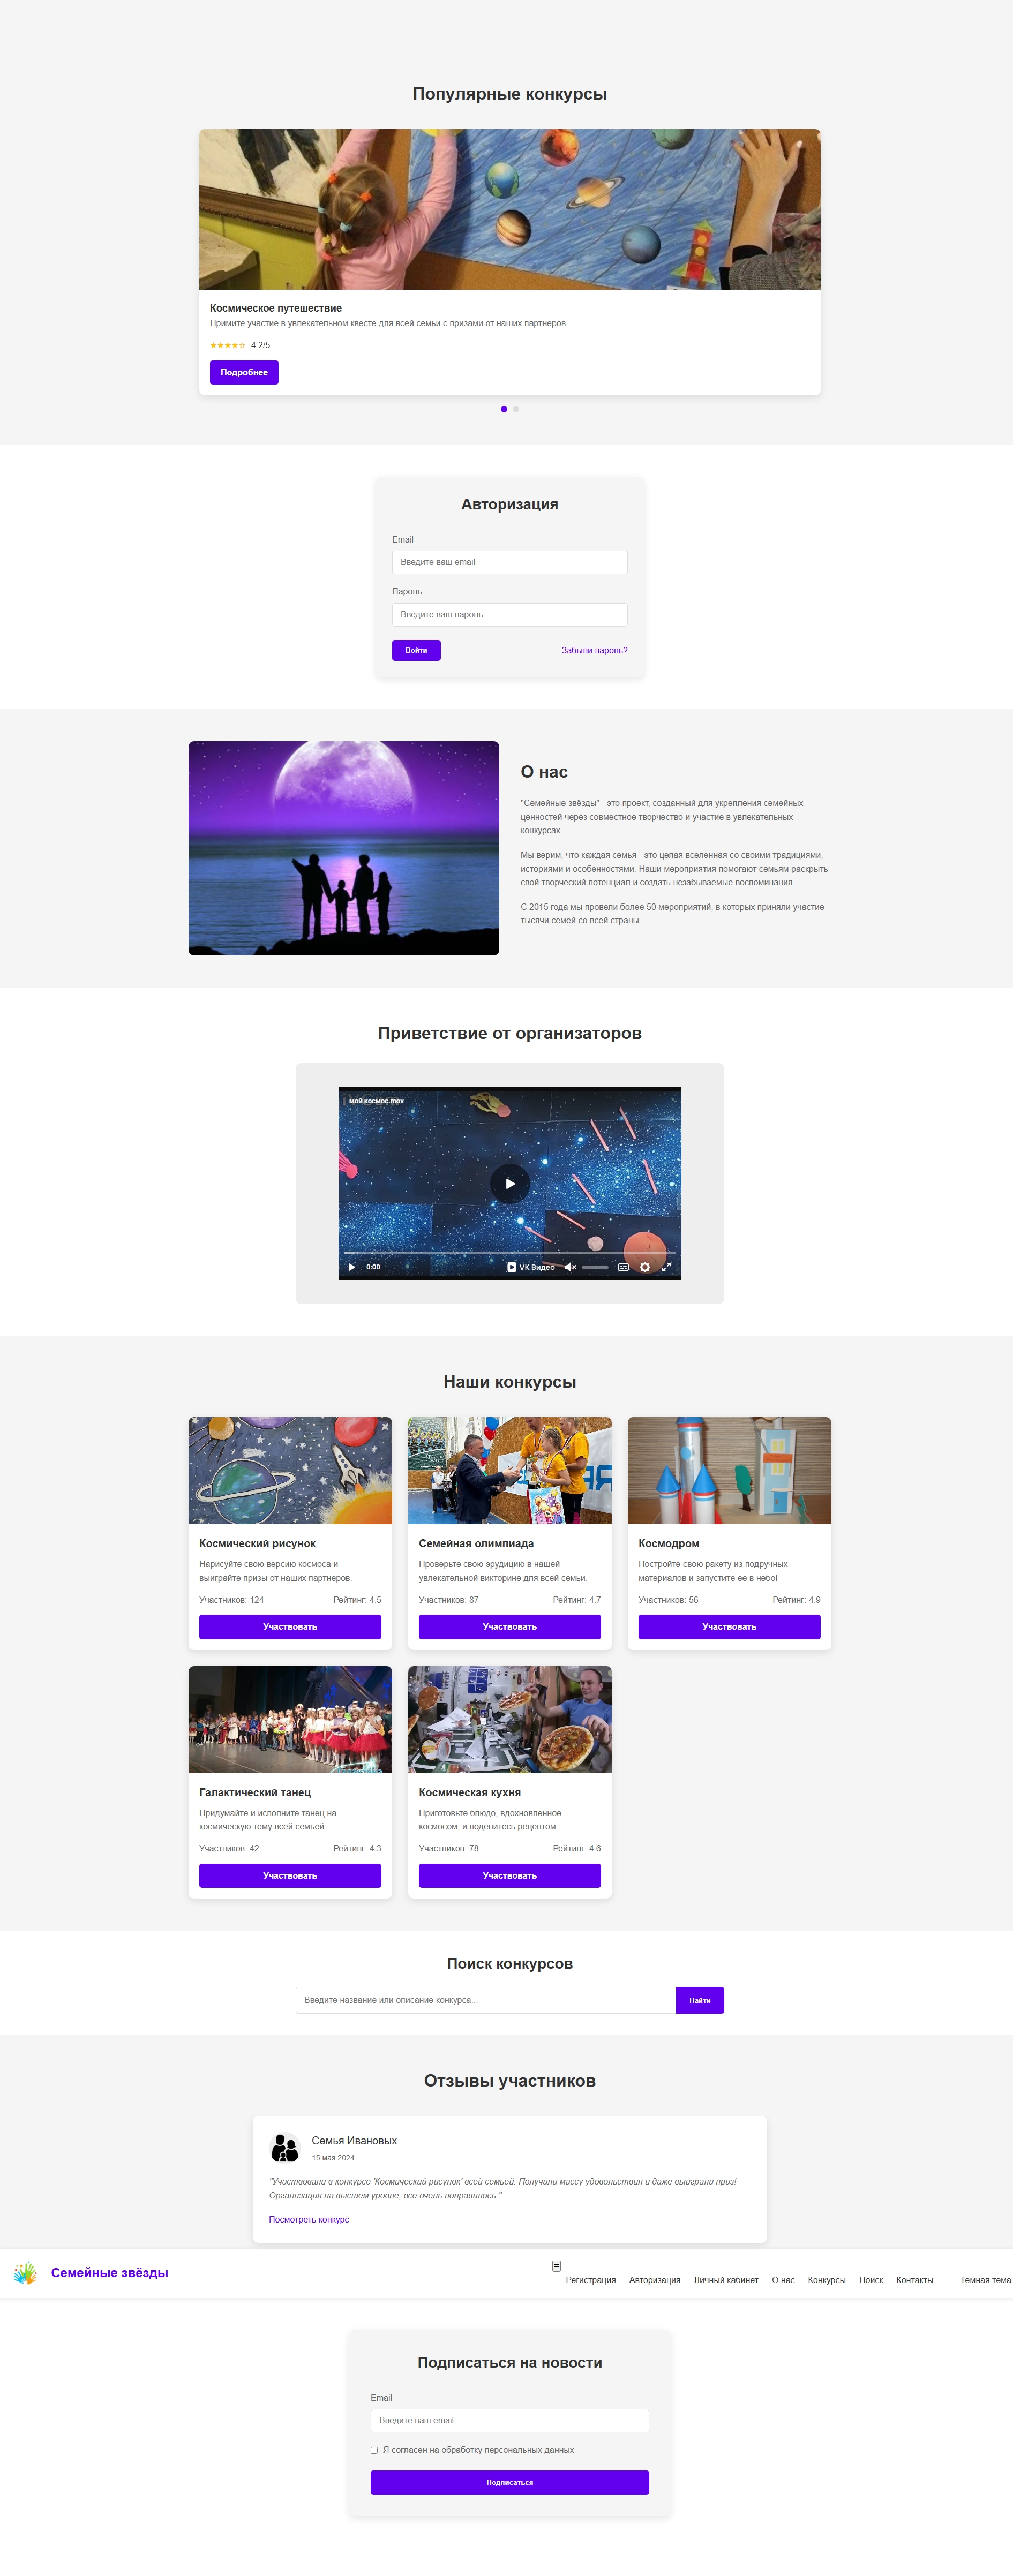 Популярные конкурсы
Космическое путешествие
Примите участие в увлекательном квесте для всей семьи с призами от наших партнеров.
★★★★☆ 4.2/5
Подробнее
Авторизация
Email
Введите ваш email
Пароль
Введите ваш пароль
Войти
Забыли пароль?
О нас
"Семейные звёзды" - это проект, созданный для укрепления семейных
ценностей через совместное творчество и участие в увлекательных
конкурсах.
Мы верим, что каждая семья - это целая вселенная со своими традициями,
историями и особенностями. Наши мероприятия помогают семьям раскрыть
свой творческий потенциал и создать незабываемые воспоминания.
С 2015 года мы провели более 50 мероприятий, в которых приняли участие
тысячи семей со всей страны.
Приветствие от организаторов
мой космос.mov
0:00
VK Видео
Наши конкурсы
Космический рисунок
Нарисуйте свою версию космоса и
выиграйте призы от наших партнеров.
Участников: 124
Рейтинг: 4.5
Участвовать
Семейная олимпиада
Проверьте свою эрудицию в нашей
увлекательной викторине для всей семьи.
Участников: 87
Рейтинг: 4.7
Участвовать
Космодром
Постройте свою ракету из подручных
материалов и запустите ее в небо!
Участников: 56
Рейтинг: 4.9
Участвовать
Галактический танец
Придумайте и исполните танец на
космическую тему всей семьей.
Участников: 42
Рейтинг: 4.3
Участвовать
Космическая кухня
Приготовьте блюдо, вдохновленное
космосом, и поделитесь рецептом.
Участников: 78
Рейтинг: 4.6
Участвовать
Поиск конкурсов
Введите название или описание конкурса...
Найти
Отзывы участников
Семья Ивановых
15 мая 2024
"Участвовали в конкурсе 'Космический рисунок' всей семьей. Получили массу удовольствия и даже выиграли приз!
Организация на высшем уровне, все очень понравилось."
Посмотреть конкурс
Семейные звёзды
Регистрация
Авторизация
Личный кабинет
О нас
Конкурсы
Поиск
Контакты
Темная тема
Подписаться на новости
Email
Введите ваш email
Я согласен на обработку персональных данных
Подписаться